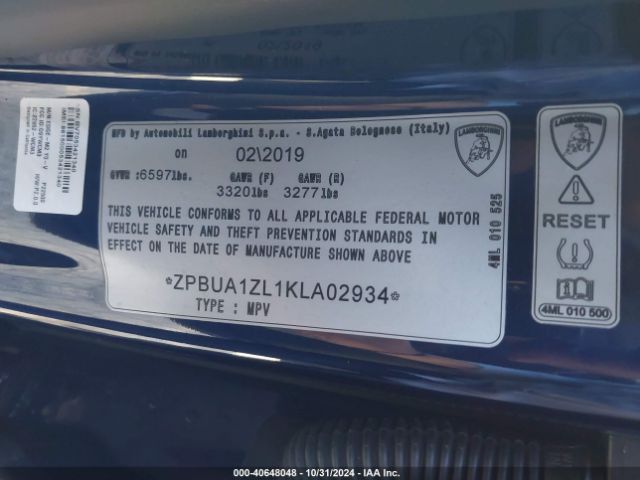 MFD by Automobili Lamborghini S.p.a. - S.Agata Bolognese (Italy)
on 02\2019
GVWR :6597lbs. GAWR (F) GAWR (R)
3320lbs 3277lbs
THIS VEHICLE CONFORMS TO ALL APPLICABLE FEDERAL MOTOR
VEHICLE SAFETY AND THEFT PREVENTION STANDARDS IN
EFFECT ON THE DATE OF MANUFACTURE SHOWN ABOVE
*ZPBUA1ZL1KLA02934*
TYPE : MPV
4ML 010 525
LAMBORGHINI
LAMBORGHINI
RESET
4ML 010 500
000-40648048 - 10/31/2024 - IAA Inc.